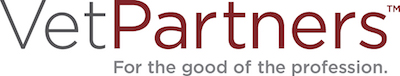 VetPartners™
For the good of the profession.